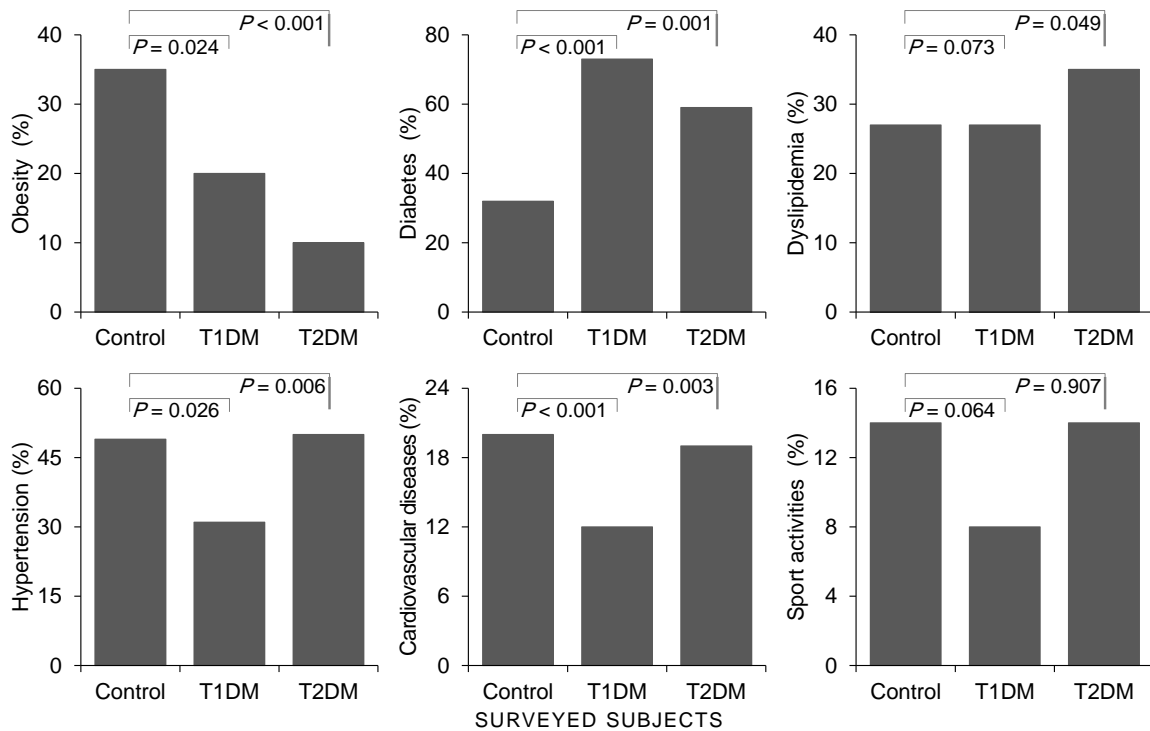 P < 0.001
P = 0.024
40
30
20
10
0
Obesity (%)
Control T1DM T2DM
P = 0.001
P < 0.001
80
60
40
20
0
Diabetes (%)
Control T1DM T2DM
P = 0.049
P = 0.073
40
30
20
10
0
Dyslipidemia (%)
Control T1DM T2DM
P = 0.006
P = 0.026
60
45
30
15
0
Hypertension (%)
Control T1DM T2DM
P = 0.003
P < 0.001
24
18
12
6
0
Cardiovascular diseases (%)
Control T1DM T2DM
P = 0.907
P = 0.064
16
12
8
4
0
Sport activities (%)
Control T1DM T2DM
SURVEYED SUBJECTS